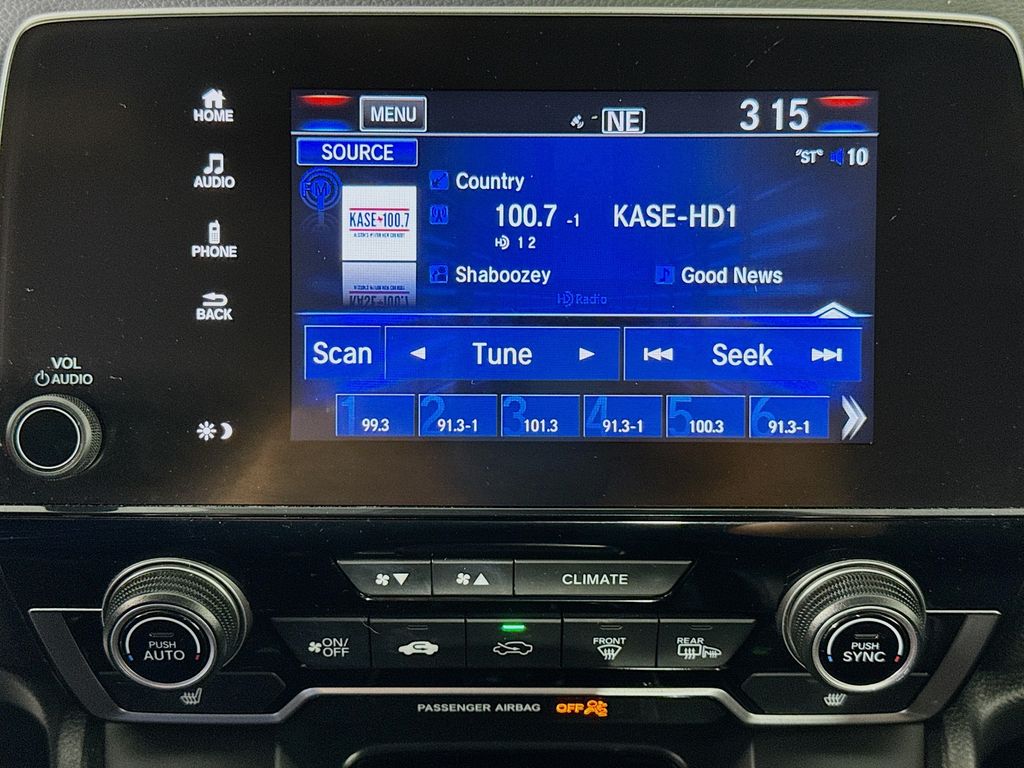 HOME
AUDIO
PHONE
BACK
VOL
AUDIO
MENU
NE
3 15
SOURCE
"ST"
10
FM
KASE 100.7
Country
100.7 -1 KASE-HD1
HD 1 2
Shaboozey
Good News
HD Radio
Scan
Tune
Seek
1 99.3
2 91.3-1
3 101.3
4 91.3-1
5 100.3
6 91.3-1
CLIMATE
PUSH
AUTO
ON/
OFF
FRONT
REAR
PUSH
SYNC
PASSENGER AIRBAG OFF